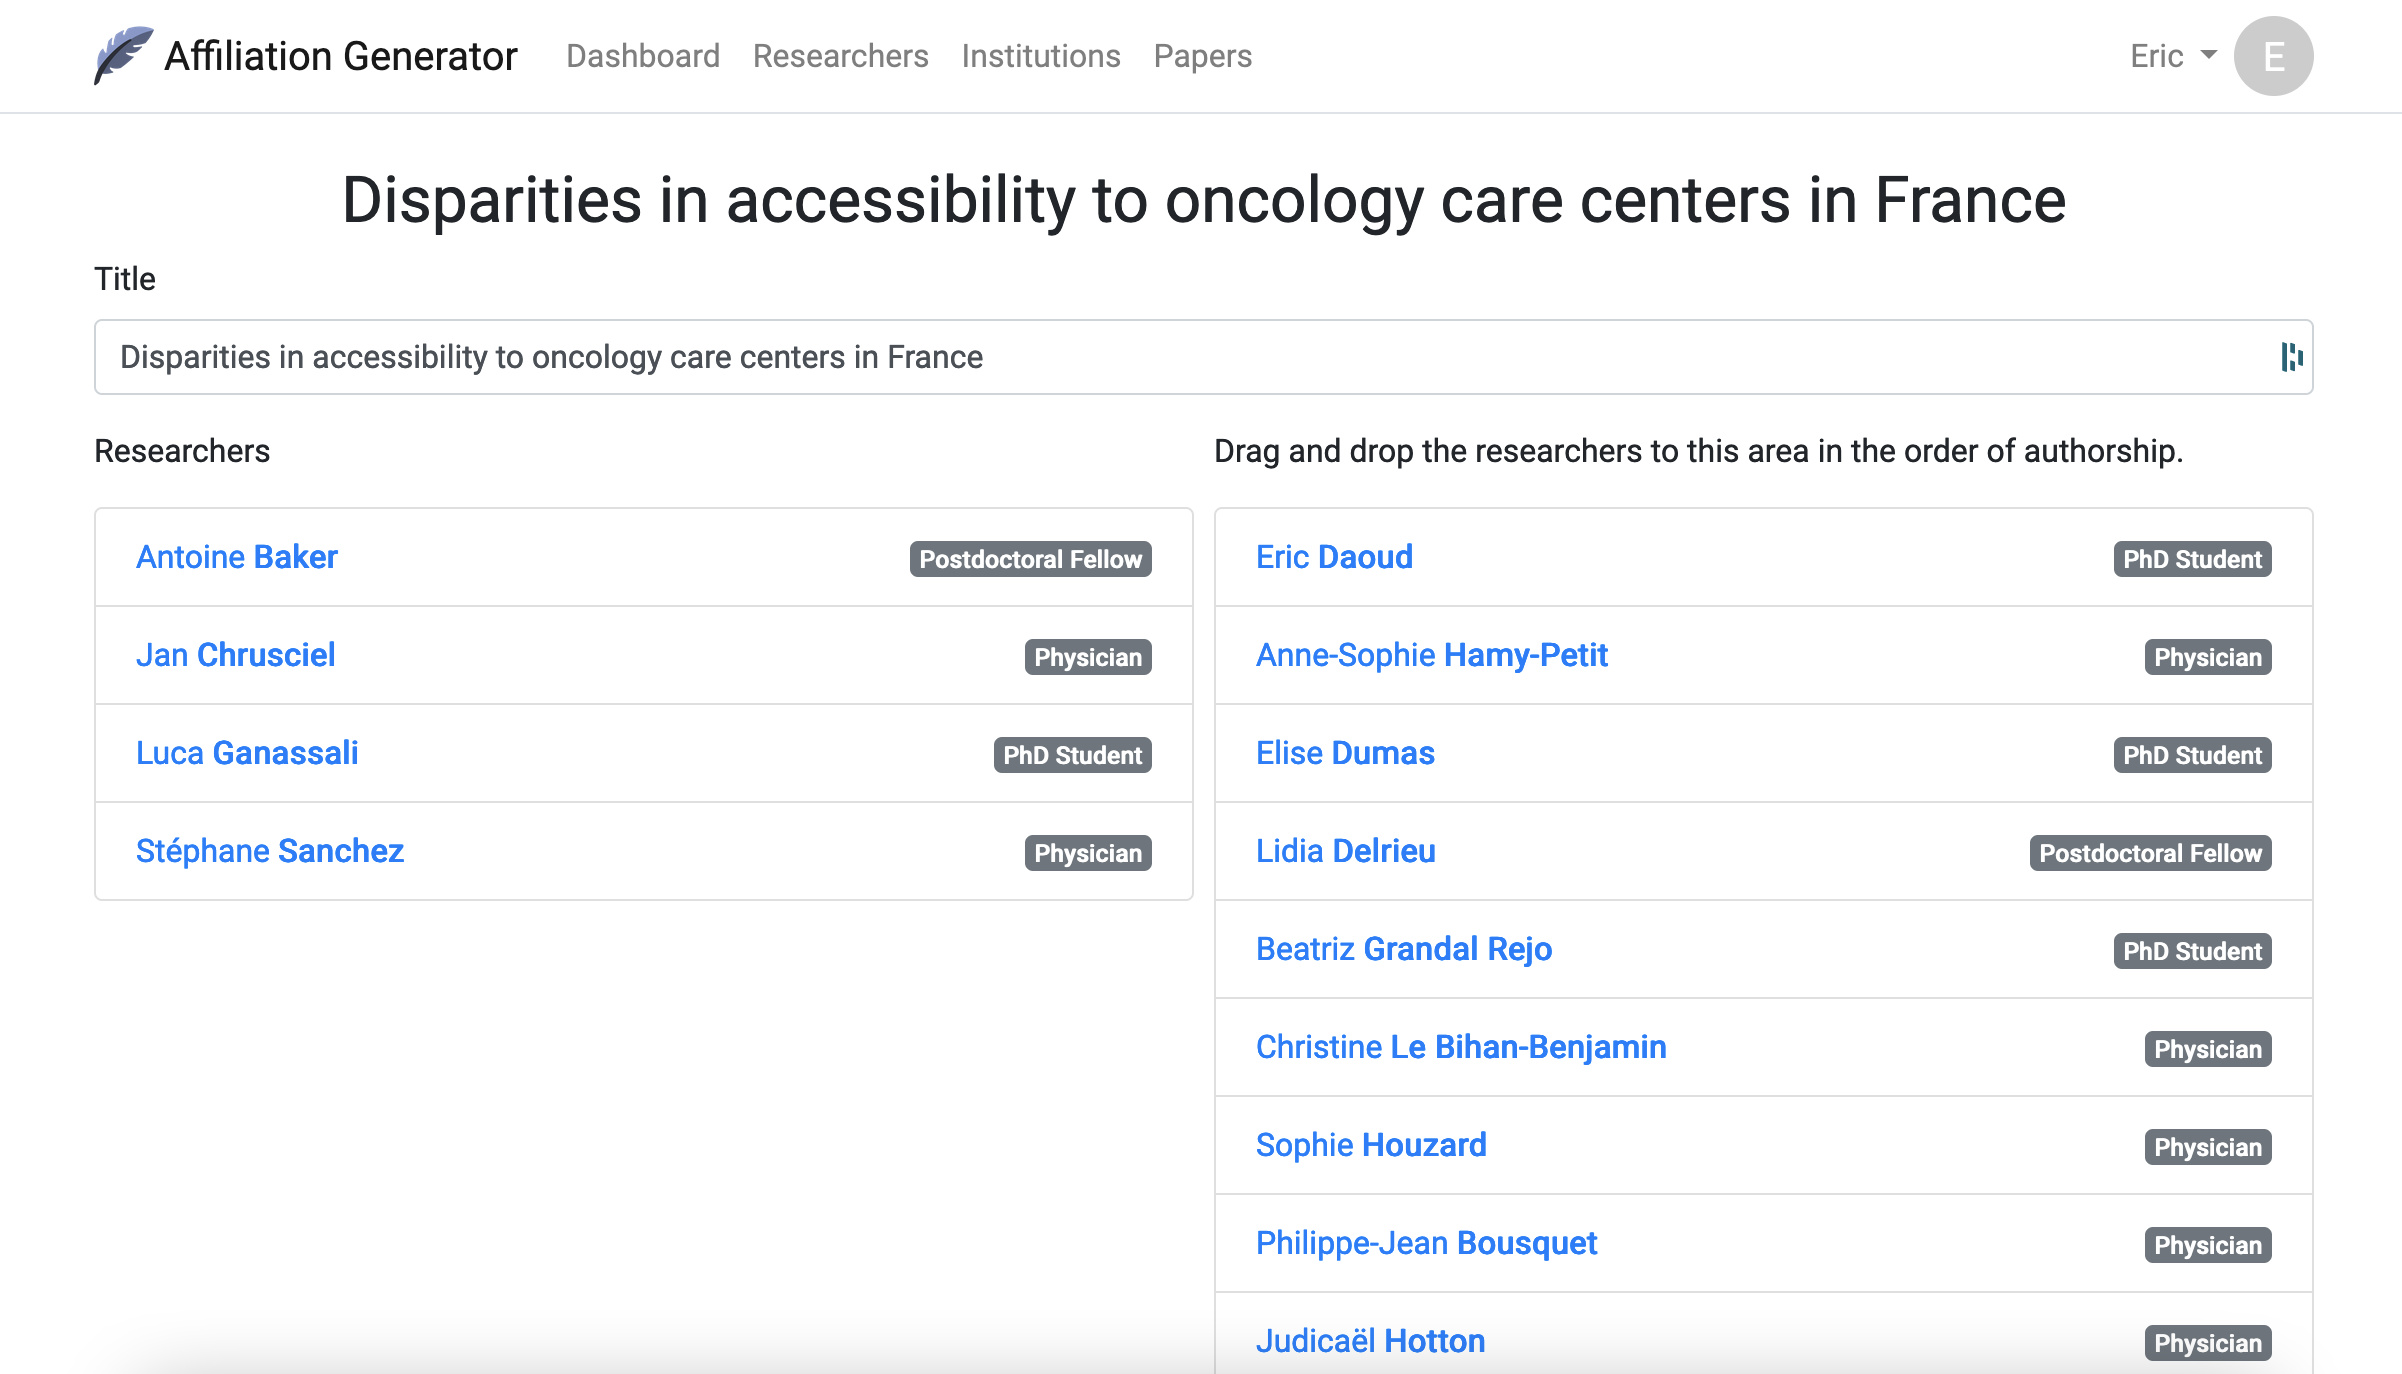 Affiliation Generator Dashboard Researchers Institutions Papers Eric E
Disparities in accessibility to oncology care centers in France
Title
Disparities in accessibility to oncology care centers in France
Researchers
Antoine Baker Postdoctoral Fellow
Jan Chrusciel Physician
Luca Ganassali PhD Student
Stéphane Sanchez Physician
Drag and drop the researchers to this area in the order of authorship.
Eric Daoud PhD Student
Anne-Sophie Hamy-Petit Physician
Elise Dumas PhD Student
Lidia Delrieu Postdoctoral Fellow
Beatriz Grandal Rejo PhD Student
Christine Le Bihan-Benjamin Physician
Sophie Houzard Physician
Philippe-Jean Bousquet Physician
Judicaël Hotton Physician